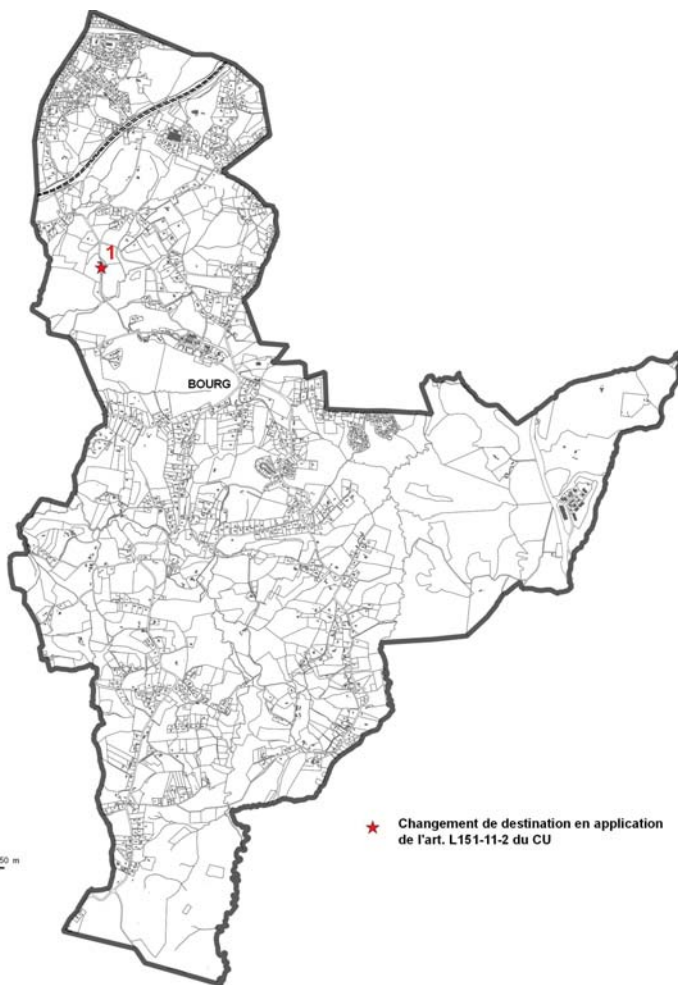 1
BOURG
Changement de destination en application
de l'art. L151-11-2 du CU
50 m